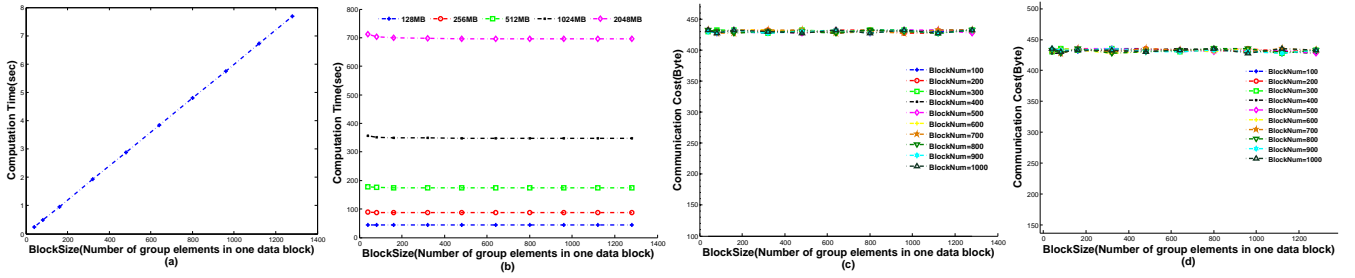 Computation Time(sec)
8
7
6
5
4
3
2
1
0
0 200 400 600 800 1000 1200 1400
BlockSize(Number of group elements in one data block)
(a)
128MB 256MB 512MB 1024MB 2048MB
Computation Time(sec)
800
700
600
500
400
300
200
100
0
0 200 400 600 800 1000 1200 1400
BlockSize(Number of group elements in one data block)
(b)
Communication Cost(Byte)
450
400
350
300
250
200
150
100
0 200 400 600 800 1000 1200 1400
BlockNum=100
BlockNum=200
BlockNum=300
BlockNum=400
BlockNum=500
BlockNum=600
BlockNum=700
BlockNum=800
BlockNum=900
BlockNum=1000
BlockSize(Number of group elements in one data block)
(c)
Communication Cost(Byte)
500
450
400
350
300
250
200
150
100
0 200 400 600 800 1000 1200
BlockNum=100
BlockNum=200
BlockNum=300
BlockNum=400
BlockNum=500
BlockNum=600
BlockNum=700
BlockNum=800
BlockNum=900
BlockNum=1000
BlockSize(Number of group elements in one data block)
(d)